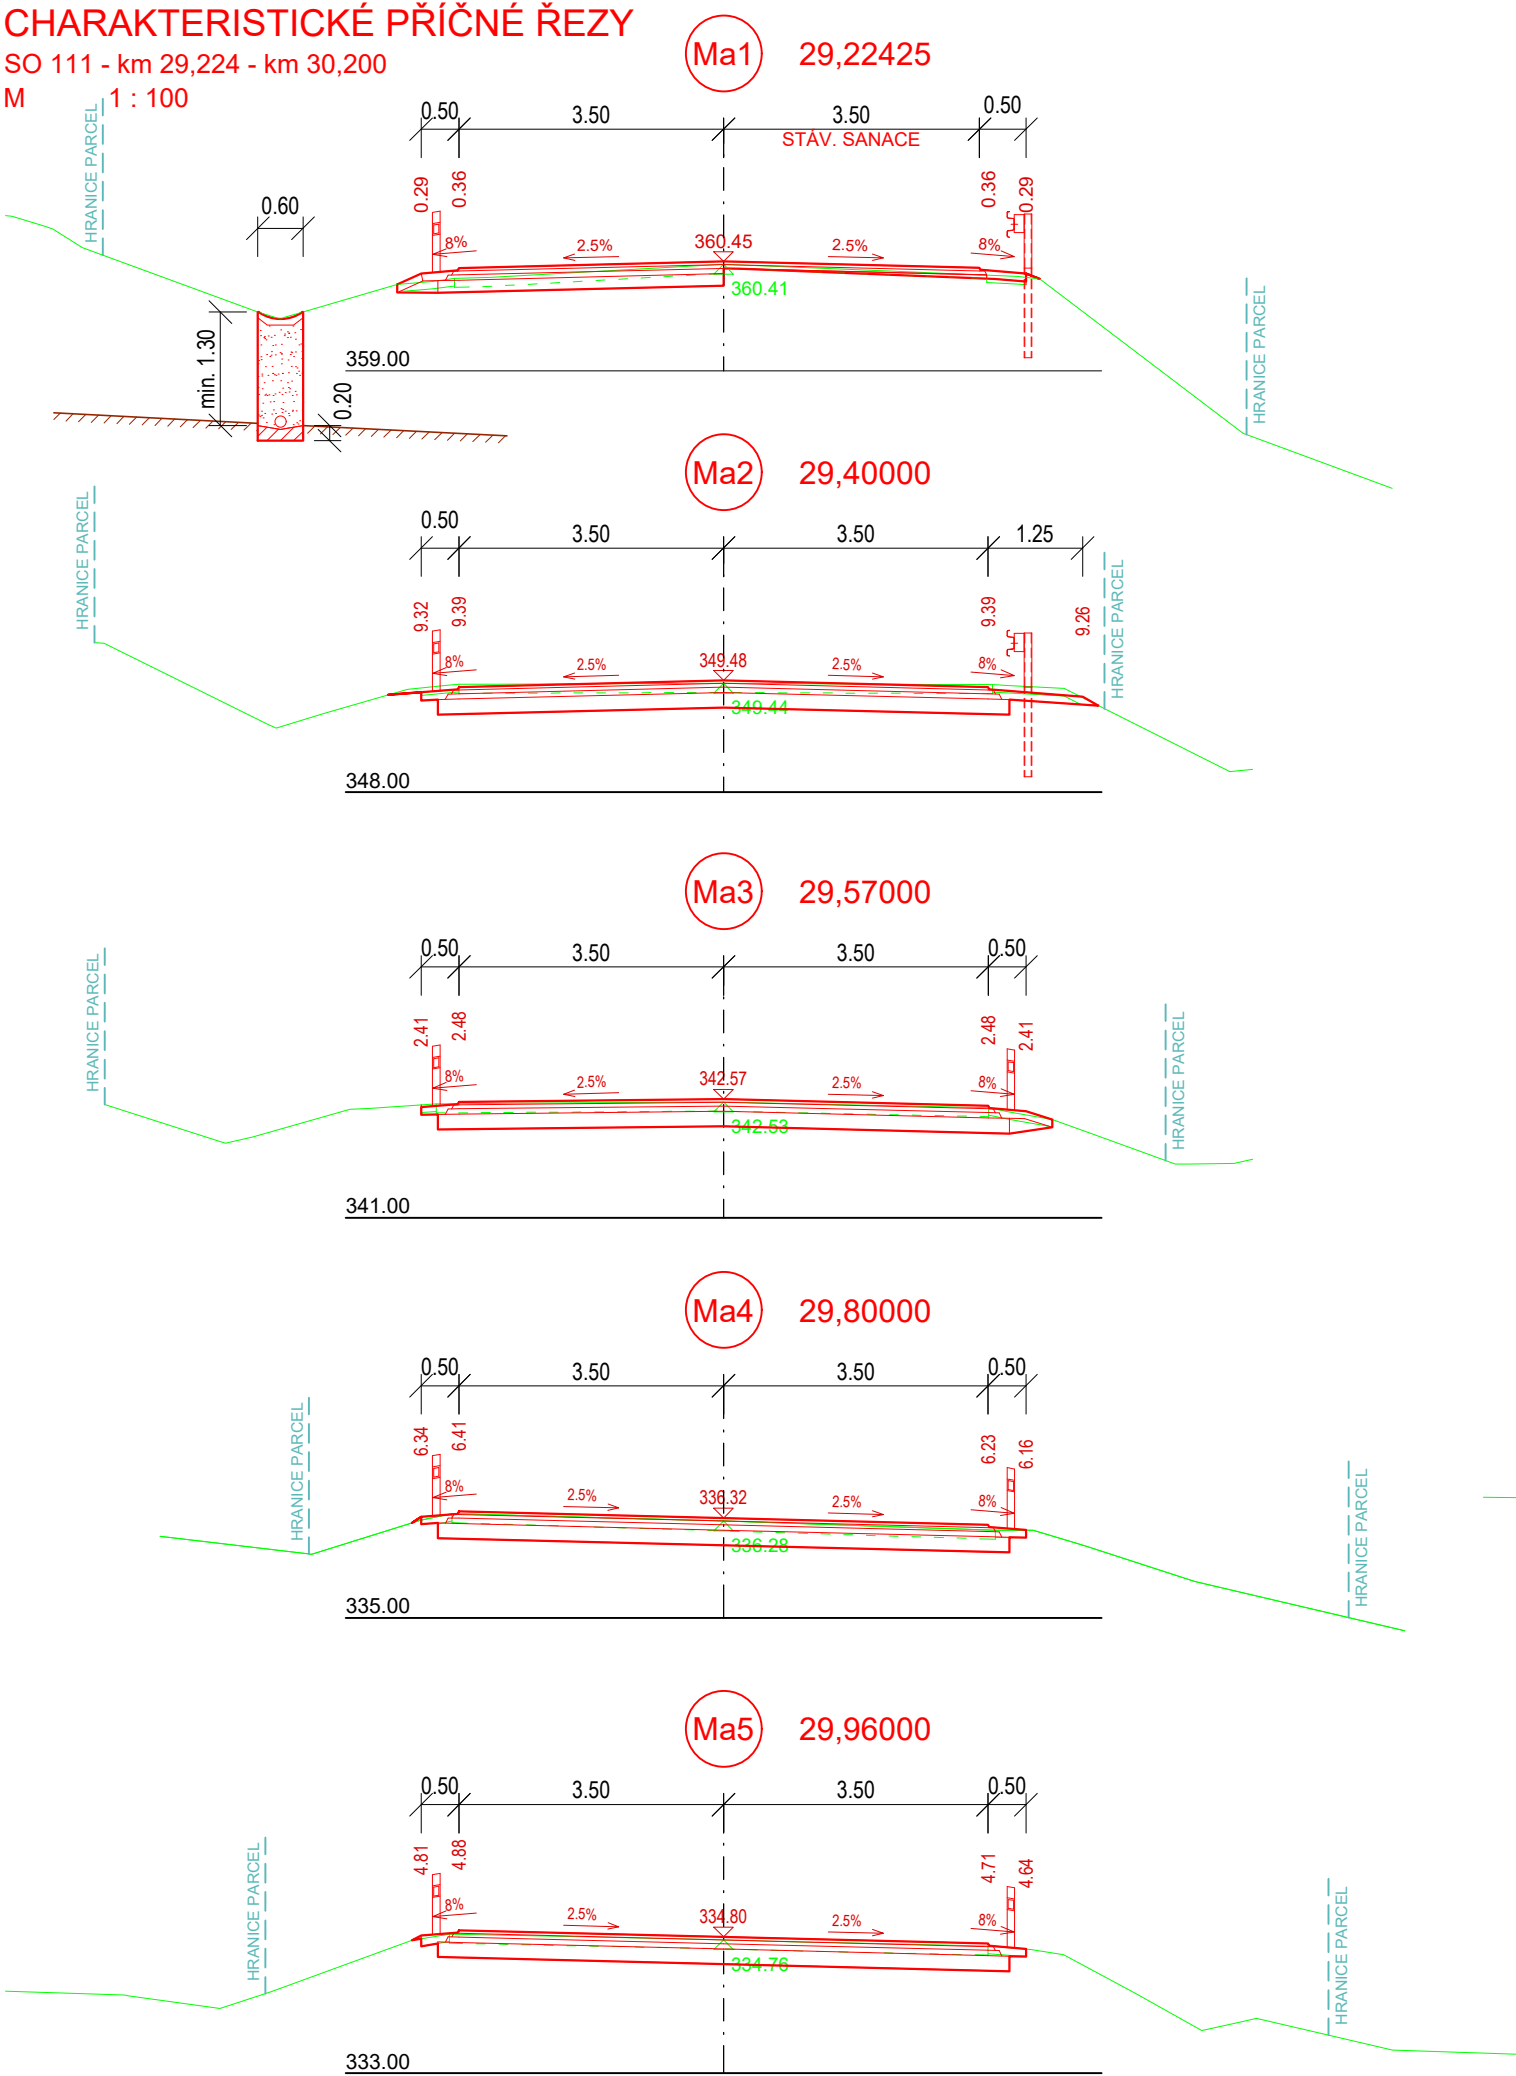 CHARAKTERISTICKÉ PŘÍČNÉ ŘEZY
SO 111 - km 29,224 - km 30,200
M 1 : 100
Ma1 29,22425
0.50 3.50 3.50 0.50
STÁV. SANACE
HRANICE PARCEL
0.29 0.36 0.36 0.29
0.60
8% 2.5% 360.45 2.5% 8%
360.41
HRANICE PARCEL
min. 1.30
359.00
0.20
Ma2 29,40000
0.50 3.50 3.50 1.25
HRANICE PARCEL
9.32 9.39 9.39 9.26
HRANICE PARCEL
8% 2.5% 349.48 2.5% 8%
349.44
348.00
Ma3 29,57000
0.50 3.50 3.50 0.50
HRANICE PARCEL
2.41 2.48 2.48 2.41
HRANICE PARCEL
8% 2.5% 342.57 2.5% 8%
342.53
341.00
Ma4 29,80000
0.50 3.50 3.50 0.50
HRANICE PARCEL
6.34 6.41 6.23 6.16
HRANICE PARCEL
8% 2.5% 336.32 2.5% 8%
336.28
335.00
Ma5 29,96000
0.50 3.50 3.50 0.50
HRANICE PARCEL
4.81 4.88 4.71 4.64
HRANICE PARCEL
8% 2.5% 334.80 2.5% 8%
334.76
333.00